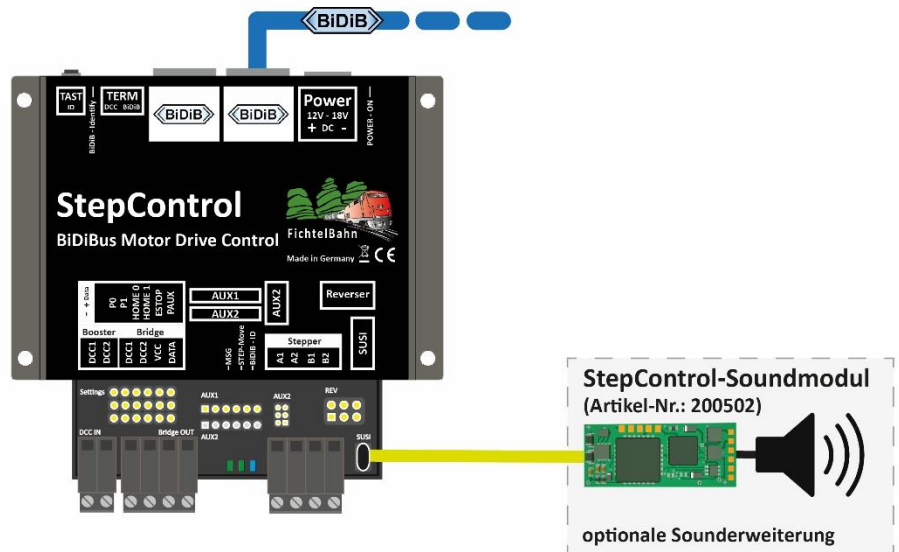 BiDiB
TAST
ID
BiDiB - Identify
TERM
DCC BiDiB
BiDiB
BiDiB
Power
12V - 18V
+ DC -
POWER - ON
StepControl
BiDiBus Motor Drive Control
FichtelBahn
Made in Germany CE
- + Data
P0
P1
HOME 0
HOME 1
ESTOP
PAUX
AUX1
AUX2
AUX2
Reverser
Booster Bridge
DCC1
DCC2
DCC1
DCC2
VCC
DATA
MSG
STEP-Move
BiDiB - ID
Stepper
A1
A2
B1
B2
SUSI
Settings
AUX1
AUX2
AUX2
REV
DCC IN
Bridge OUT
SUSI
StepControl-Soundmodul
(Artikel-Nr.: 200502)
optionale Sounderweiterung